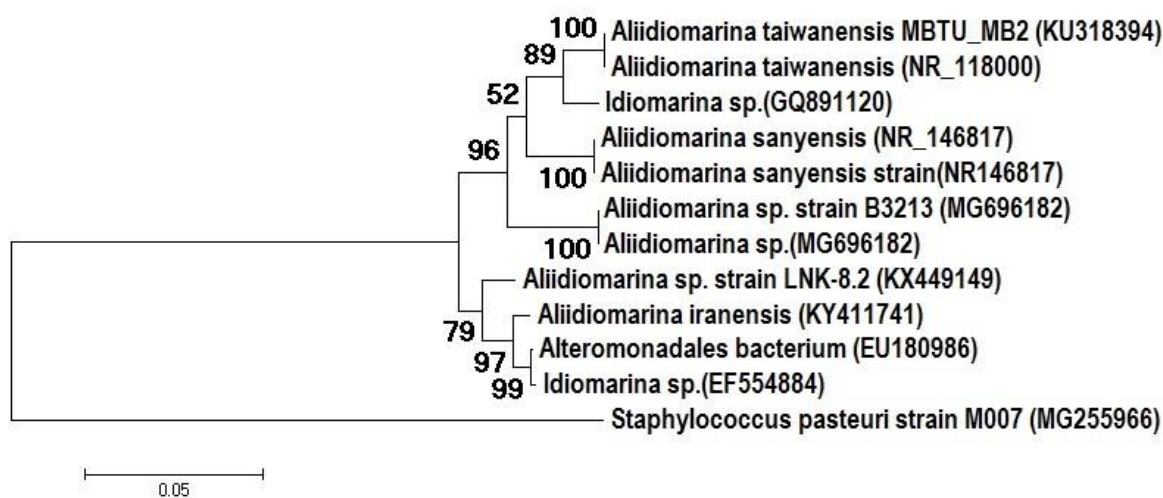 100 Aliidiomarina taiwanensis MBTU_MB2 (KU318394)
89
Aliidiomarina taiwanensis (NR_118000)
52
Idiomarina sp.(GQ891120)
Aliidiomarina sanyensis (NR_146817)
96
100 Aliidiomarina sanyensis strain(NR146817)
Aliidiomarina sp. strain B3213 (MG696182)
100 Aliidiomarina sp.(MG696182)
Aliidiomarina sp. strain LNK-8.2 (KX449149)
Aliidiomarina iranensis (KY411741)
79
Alteromonadales bacterium (EU180986)
97
99 Idiomarina sp.(EF554884)
Staphylococcus pasteuri strain M007 (MG255966)
0.05